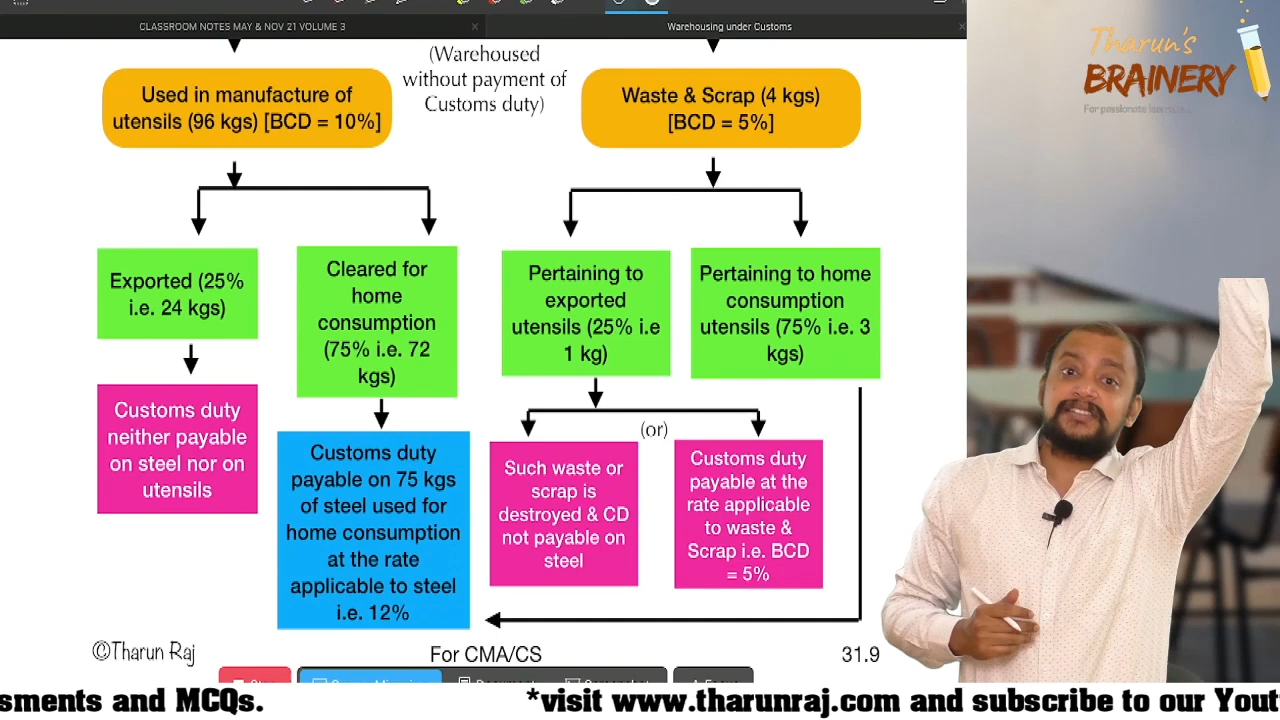 CLASSROOM NOTES MAY & NOV 21 VOLUME 3
Warehousing under Customs
Tharun's
BRAINERY
For passionate learners...
(Warehoused
without payment of
Customs duty)
Used in manufacture of
utensils (96 kgs) [BCD = 10%]
Waste & Scrap (4 kgs)
[BCD = 5%]
Exported (25%
i.e. 24 kgs)
Cleared for
home
consumption
(75% i.e. 72
kgs)
Pertaining to
exported
utensils (25% i.e
1 kg)
Pertaining to home
consumption
utensils (75% i.e. 3
kgs)
Customs duty
neither payable
on steel nor on
utensils
Customs duty
payable on 75 kgs
of steel used for
home consumption
at the rate
applicable to steel
i.e. 12%
(or)
Such waste or
scrap is
destroyed & CD
not payable on
steel
Customs duty
payable at the
rate applicable
to waste &
Scrap i.e. BCD
= 5%
©Tharun Raj
For CMA/CS
31.9
ssments and MCQs.
*visit www.tharunraj.com and subscribe to our Yout